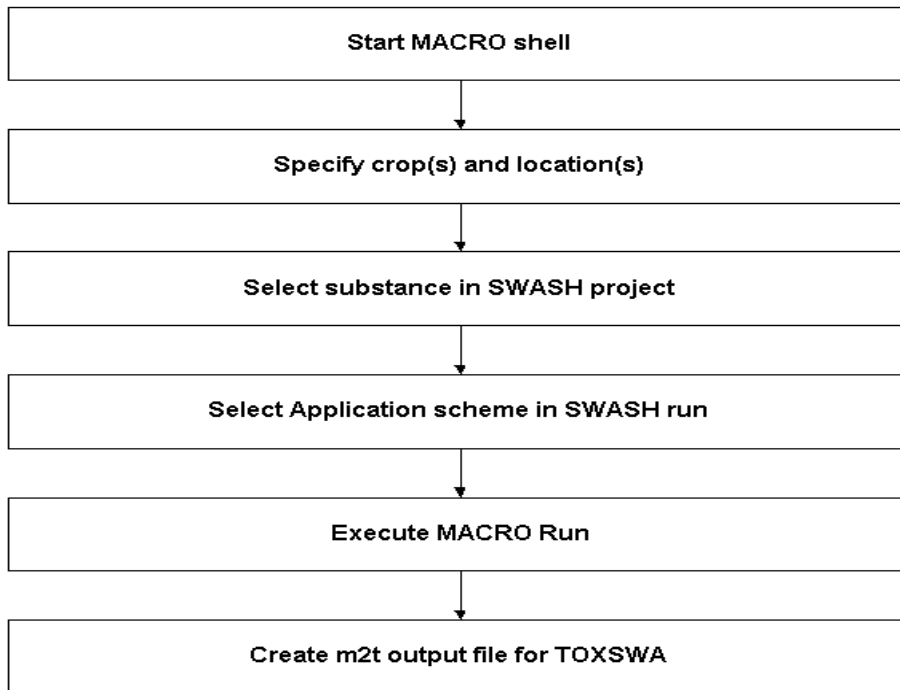 Start MACRO shell
Specify crop(s) and location(s)
Select substance in SWASH project
Select Application scheme in SWASH run
Execute MACRO Run
Create m2t output file for TOXSWA